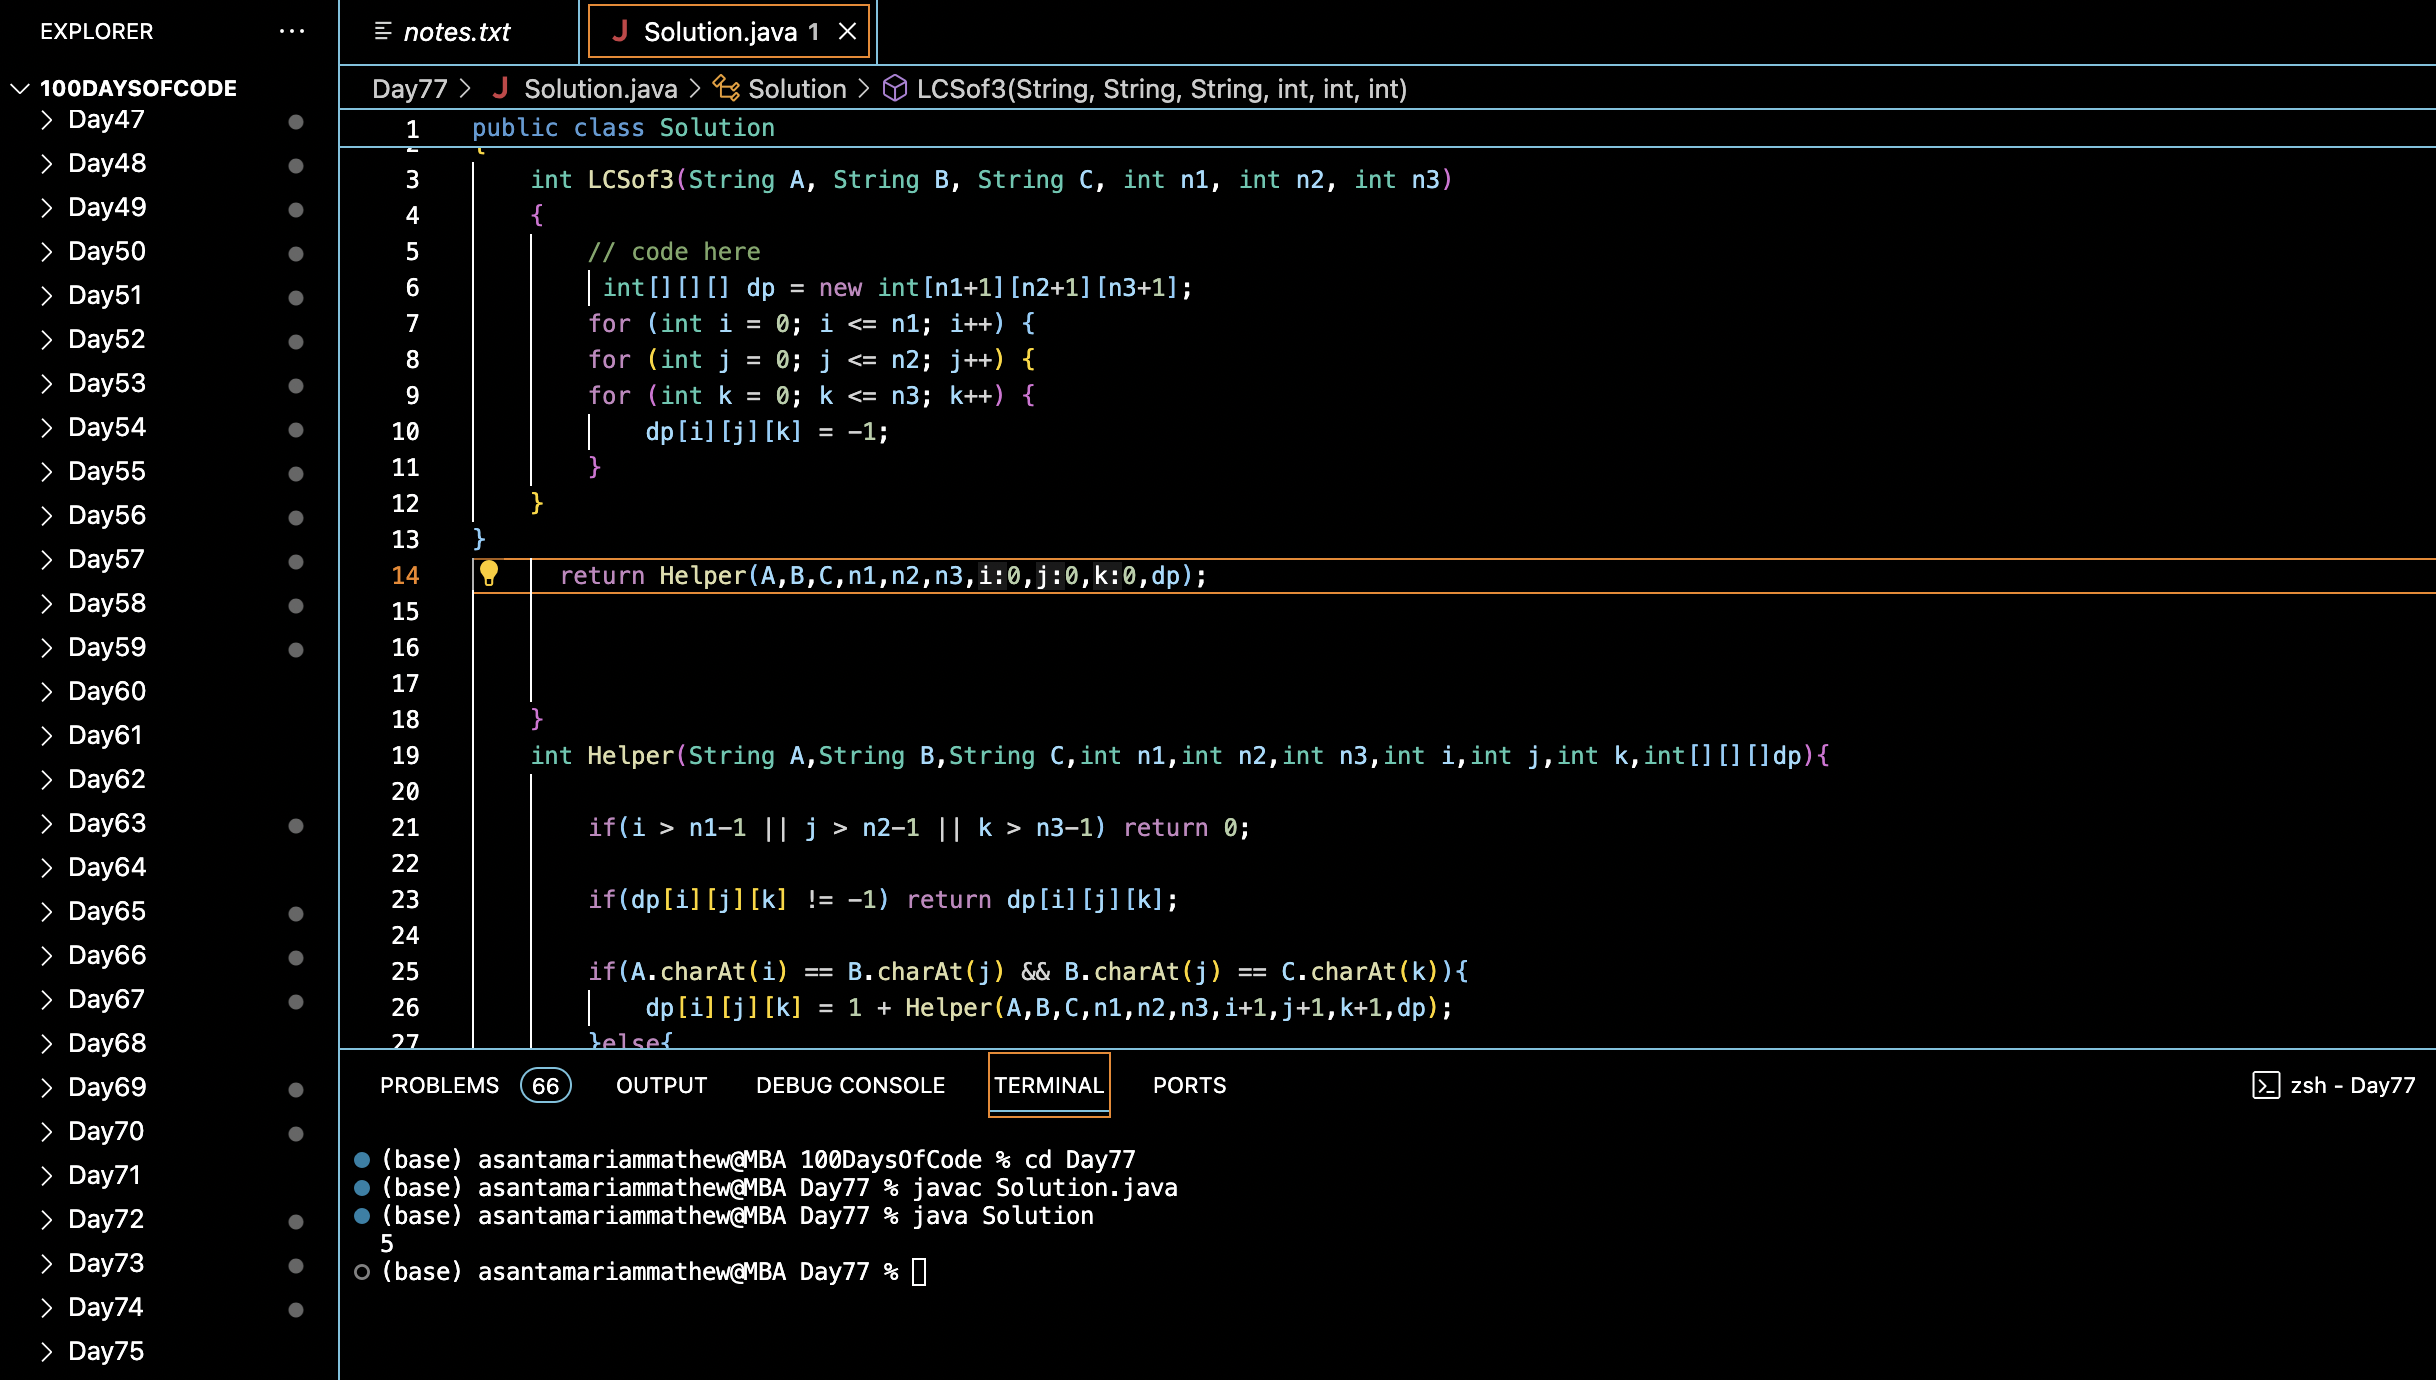 EXPLORER
100DAYSOFCODE
Day47
Day48
Day49
Day50
Day51
Day52
Day53
Day54
Day55
Day56
Day57
Day58
Day59
Day60
Day61
Day62
Day63
Day64
Day65
Day66
Day67
Day68
Day69
Day70
Day71
Day72
Day73
Day74
Day75
notes.txt
Solution.java 1
Day77 > Solution.java > Solution > LCSof3(String, String, String, int, int, int)
1 public class Solution
2 {
3 int LCSof3(String A, String B, String C, int n1, int n2, int n3)
4 {
5 // code here
6 int[][][] dp = new int[n1+1][n2+1][n3+1];
7 for (int i = 0; i <= n1; i++) {
8 for (int j = 0; j <= n2; j++) {
9 for (int k = 0; k <= n3; k++) {
10 dp[i][j][k] = -1;
11 }
12 }
13 }
14 return Helper(A,B,C,n1,n2,n3,i:0,j:0,k:0,dp);
15
16
17
18 }
19 int Helper(String A,String B,String C,int n1,int n2,int n3,int i,int j,int k,int[][][]dp){
20
21 if(i > n1-1 || j > n2-1 || k > n3-1) return 0;
22
23 if(dp[i][j][k] != -1) return dp[i][j][k];
24
25 if(A.charAt(i) == B.charAt(j) && B.charAt(j) == C.charAt(k)){
26 dp[i][j][k] = 1 + Helper(A,B,C,n1,n2,n3,i+1,j+1,k+1,dp);
27 }else{
PROBLEMS 66 OUTPUT DEBUG CONSOLE TERMINAL PORTS
zsh - Day77
(base) asantamariammathew@MBA 100DaysOfCode % cd Day77
(base) asantamariammathew@MBA Day77 % javac Solution.java
(base) asantamariammathew@MBA Day77 % java Solution
5
(base) asantamariammathew@MBA Day77 %